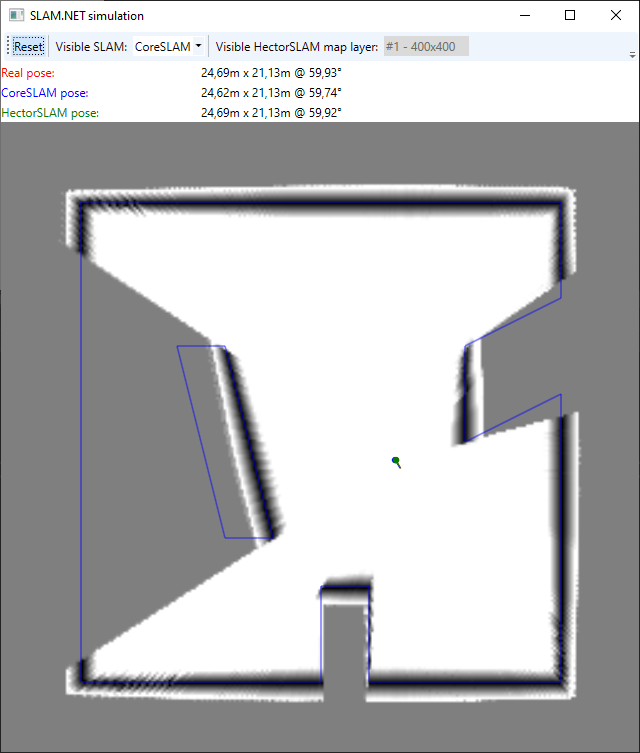 SLAM.NET simulation
Reset Visible SLAM: CoreSLAM Visible HectorSLAM map layer: #1 - 400x400
Real pose: 24,69m x 21,13m @ 59,93°
CoreSLAM pose: 24,62m x 21,13m @ 59,74°
HectorSLAM pose: 24,69m x 21,13m @ 59,92°